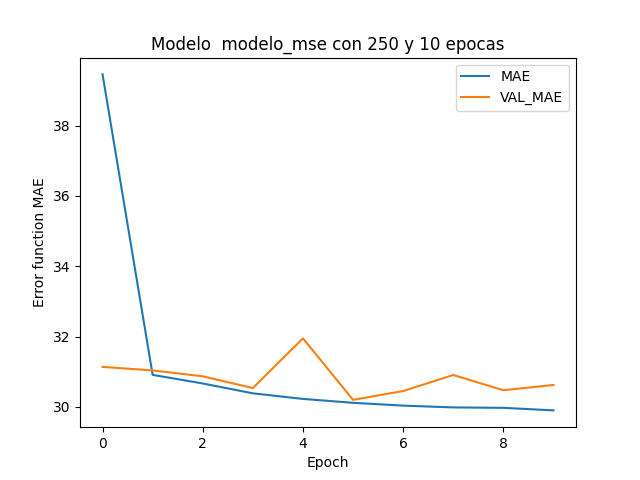 Modelo  modelo_mse con 250 y 10 epocas
MAE
VAL_MAE
Error function MAE
38
36
34
32
30
0 2 4 6 8
Epoch